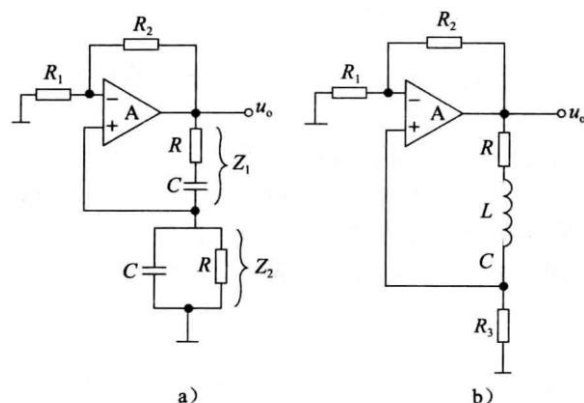 R₂
R₁
−
A
+
uₒ
R
Z₁
C
C
R
Z₂
a）
R₂
R₁
−
A
+
uₒ
R
L
C
R₃
b）